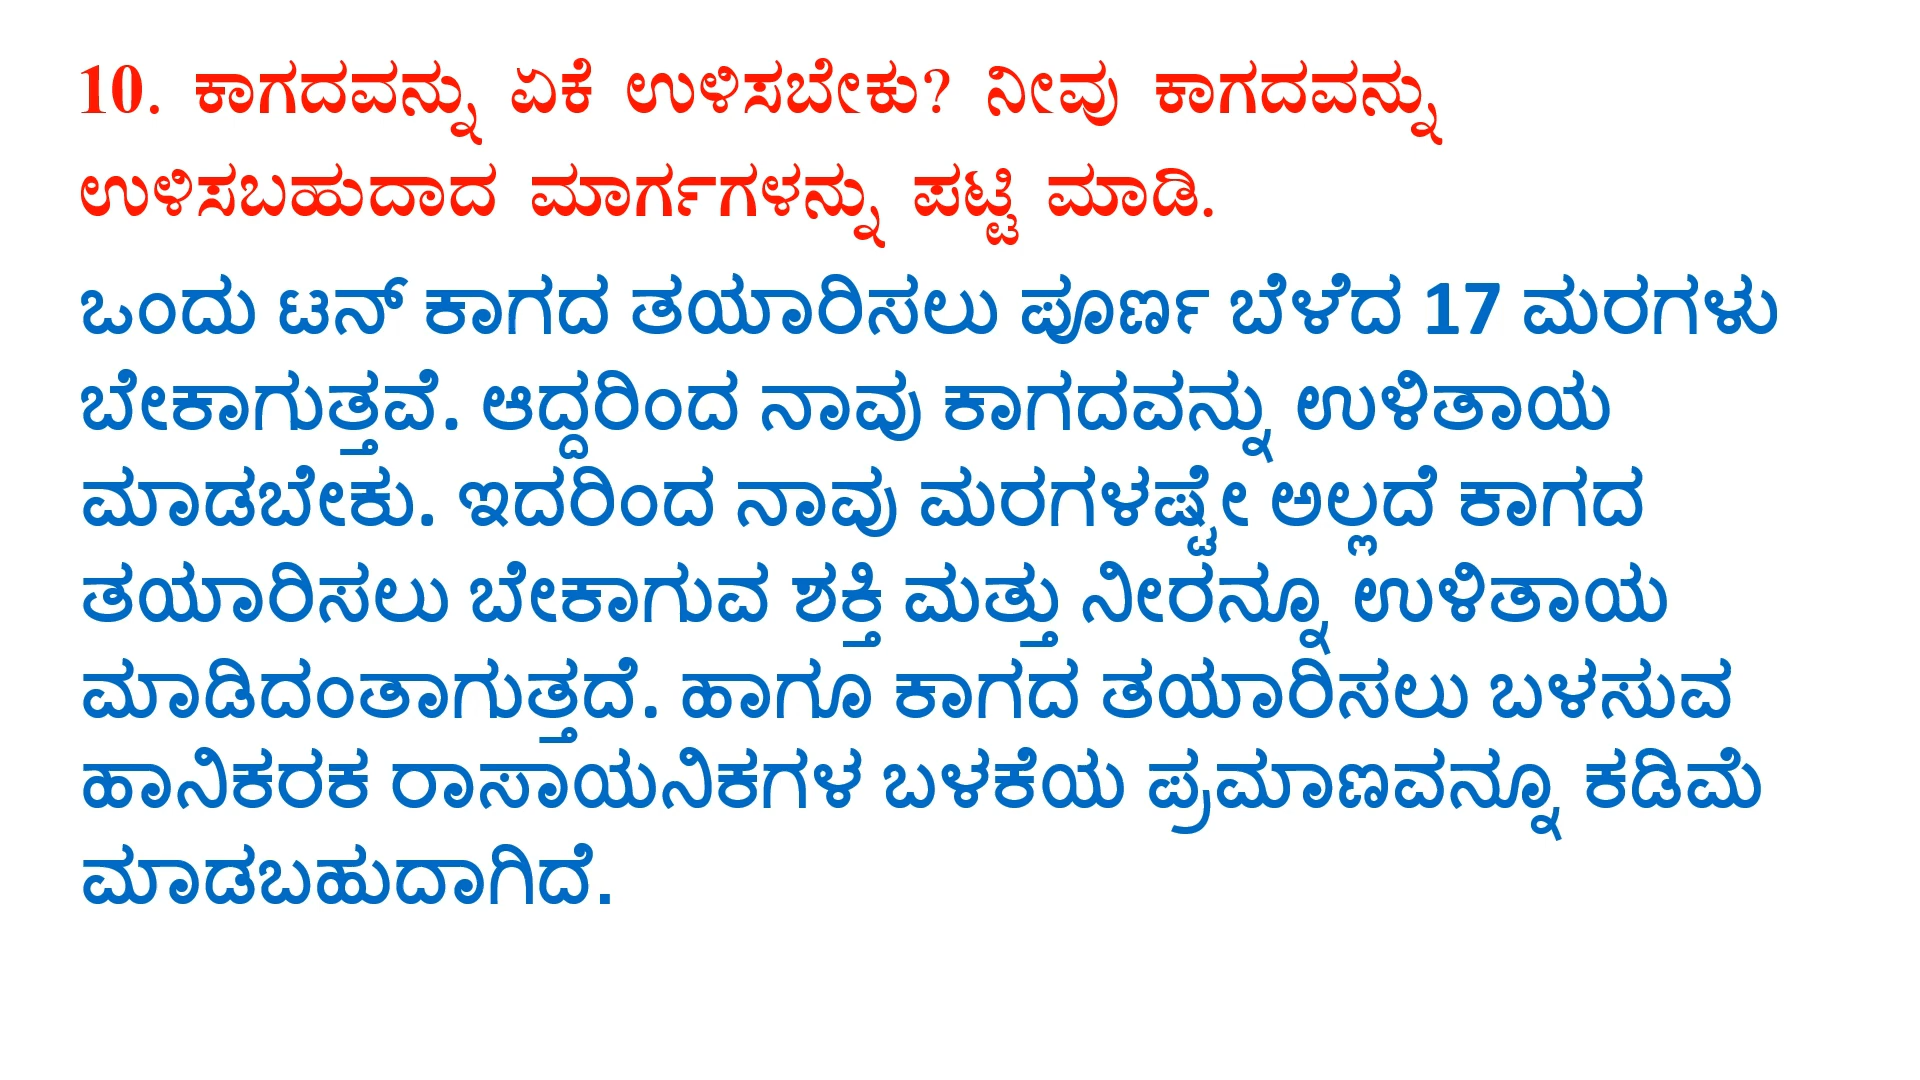 10. ಕಾಗದವನ್ನು ಏಕೆ ಉಳಿಸಬೇಕು? ನೀವು ಕಾಗದವನ್ನು
ಉಳಿಸಬಹುದಾದ ಮಾರ್ಗಗಳನ್ನು ಪಟ್ಟಿ ಮಾಡಿ.
ಒಂದು ಟನ್ ಕಾಗದ ತಯಾರಿಸಲು ಪೂರ್ಣ ಬೆಳೆದ 17 ಮರಗಳು
ಬೇಕಾಗುತ್ತವೆ. ಆದ್ದರಿಂದ ನಾವು ಕಾಗದವನ್ನು ಉಳಿತಾಯ
ಮಾಡಬೇಕು. ಇದರಿಂದ ನಾವು ಮರಗಳಷ್ಟೇ ಅಲ್ಲದೆ ಕಾಗದ
ತಯಾರಿಸಲು ಬೇಕಾಗುವ ಶಕ್ತಿ ಮತ್ತು ನೀರನ್ನೂ ಉಳಿತಾಯ
ಮಾಡಿದಂತಾಗುತ್ತದೆ. ಹಾಗೂ ಕಾಗದ ತಯಾರಿಸಲು ಬಳಸುವ
ಹಾನಿಕರಕ ರಾಸಾಯನಿಕಗಳ ಬಳಕೆಯ ಪ್ರಮಾಣವನ್ನೂ ಕಡಿಮೆ
ಮಾಡಬಹುದಾಗಿದೆ.